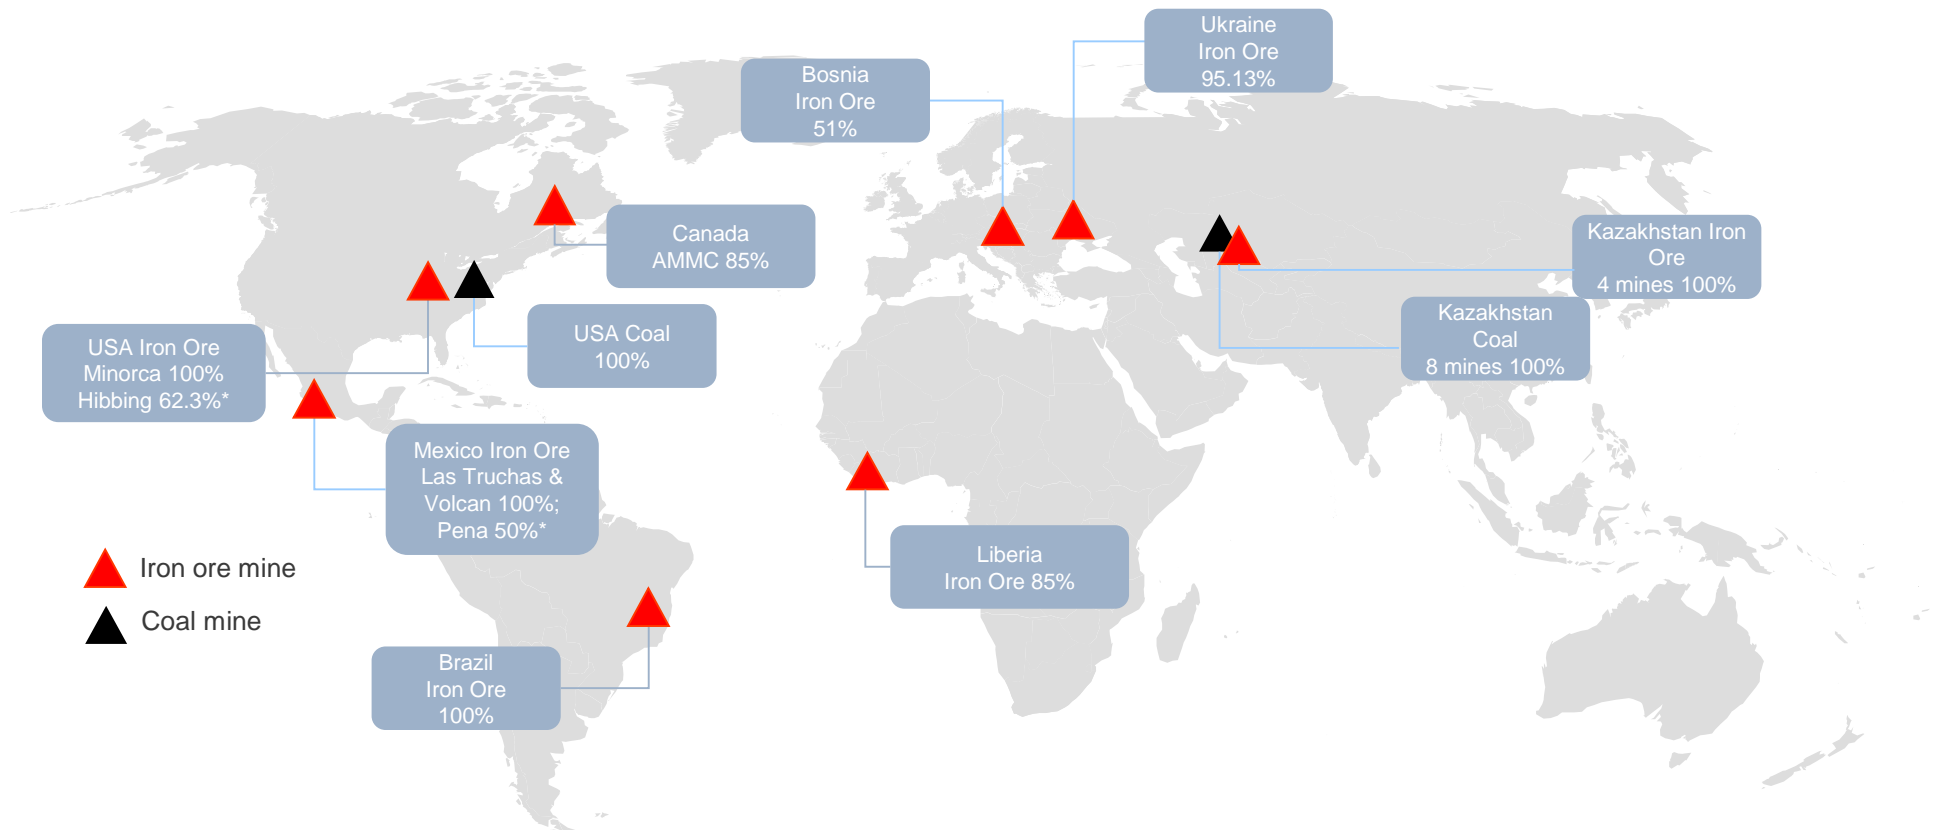 Ukraine
Iron Ore
95.13%
Bosnia
Iron Ore
51%
Canada
AMMC 85%
Kazakhstan Iron
Ore
4 mines 100%
Kazakhstan
Coal
8 mines 100%
USA Coal
100%
USA Iron Ore
Minorca 100%
Hibbing 62.3%*
Mexico Iron Ore
Las Truchas &
Volcan 100%;
Pena 50%*
Liberia
Iron Ore 85%
Iron ore mine
Coal mine
Brazil
Iron Ore
100%